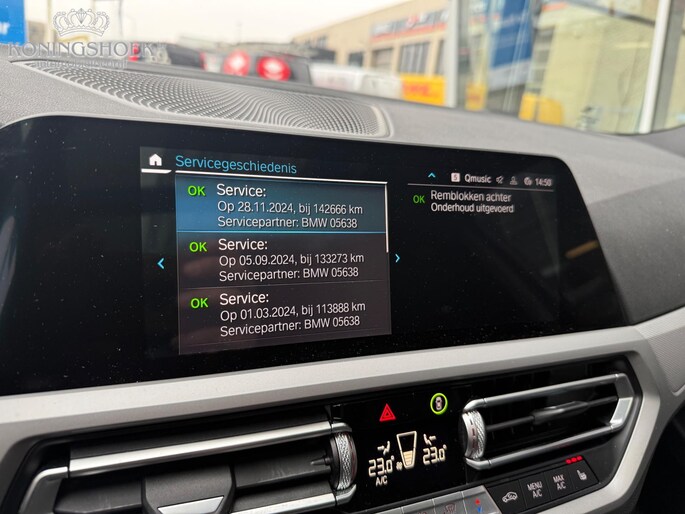 KONINGSHOEK
Servicegeschiedenis
OK Service:
Op 28.11.2024, bij 142666 km
Servicepartner: BMW 05638
OK Service:
Op 05.09.2024, bij 133273 km
Servicepartner: BMW 05638
OK Service:
Op 01.03.2024, bij 113888 km
Servicepartner: BMW 05638
Qmusic 14:58
OK Remblokken achter
Onderhoud uitgevoerd
23.0 23.0
A/C
MENU
A/C
MAX
A/C